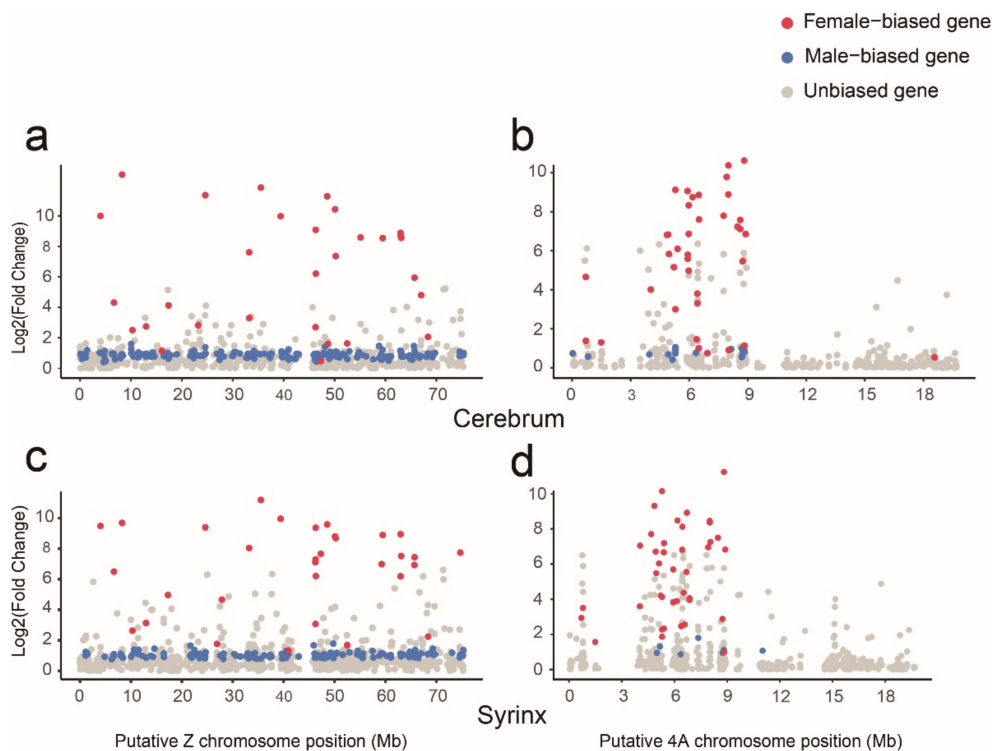 Female-biased gene
Male-biased gene
Unbiased gene
a
b
Log2(Fold Change)
10
8
6
4
2
0
0 10 20 30 40 50 60 70
10
8
6
4
2
0
0 3 6 9 12 15 18
Cerebrum
c
d
Log2(Fold Change)
10
8
6
4
2
0
0 10 20 30 40 50 60 70
10
8
6
4
2
0
0 3 6 9 12 15 18
Syrinx
Putative Z chromosome position (Mb)
Putative 4A chromosome position (Mb)